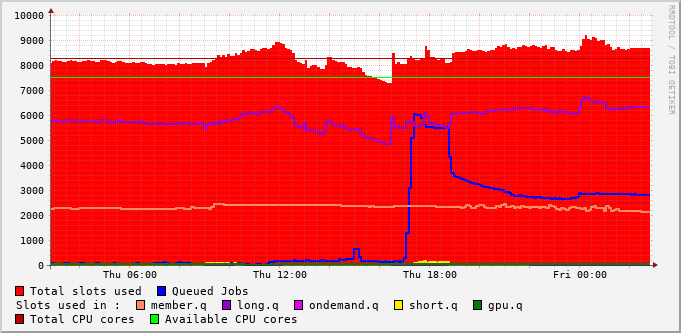 10000
9000
8000
7000
6000
5000
4000
3000
2000
1000
0
Thu 06:00 Thu 12:00 Thu 18:00 Fri 00:00
RRDTOOL / TOBI OETIKER
Total slots used Queued Jobs
Slots used in : member.q long.q ondemand.q short.q gpu.q
Total CPU cores Available CPU cores